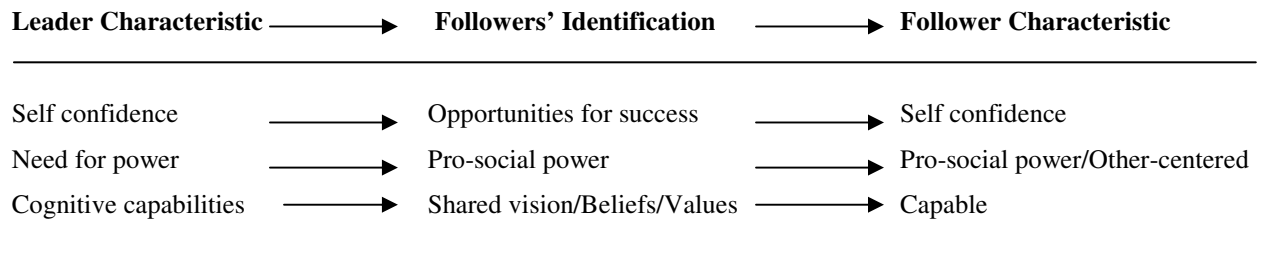 Leader Characteristic Followers’ Identification Follower Characteristic
Self confidence Opportunities for success Self confidence
Need for power Pro-social power Pro-social power/Other-centered
Cognitive capabilities Shared vision/Beliefs/Values Capable